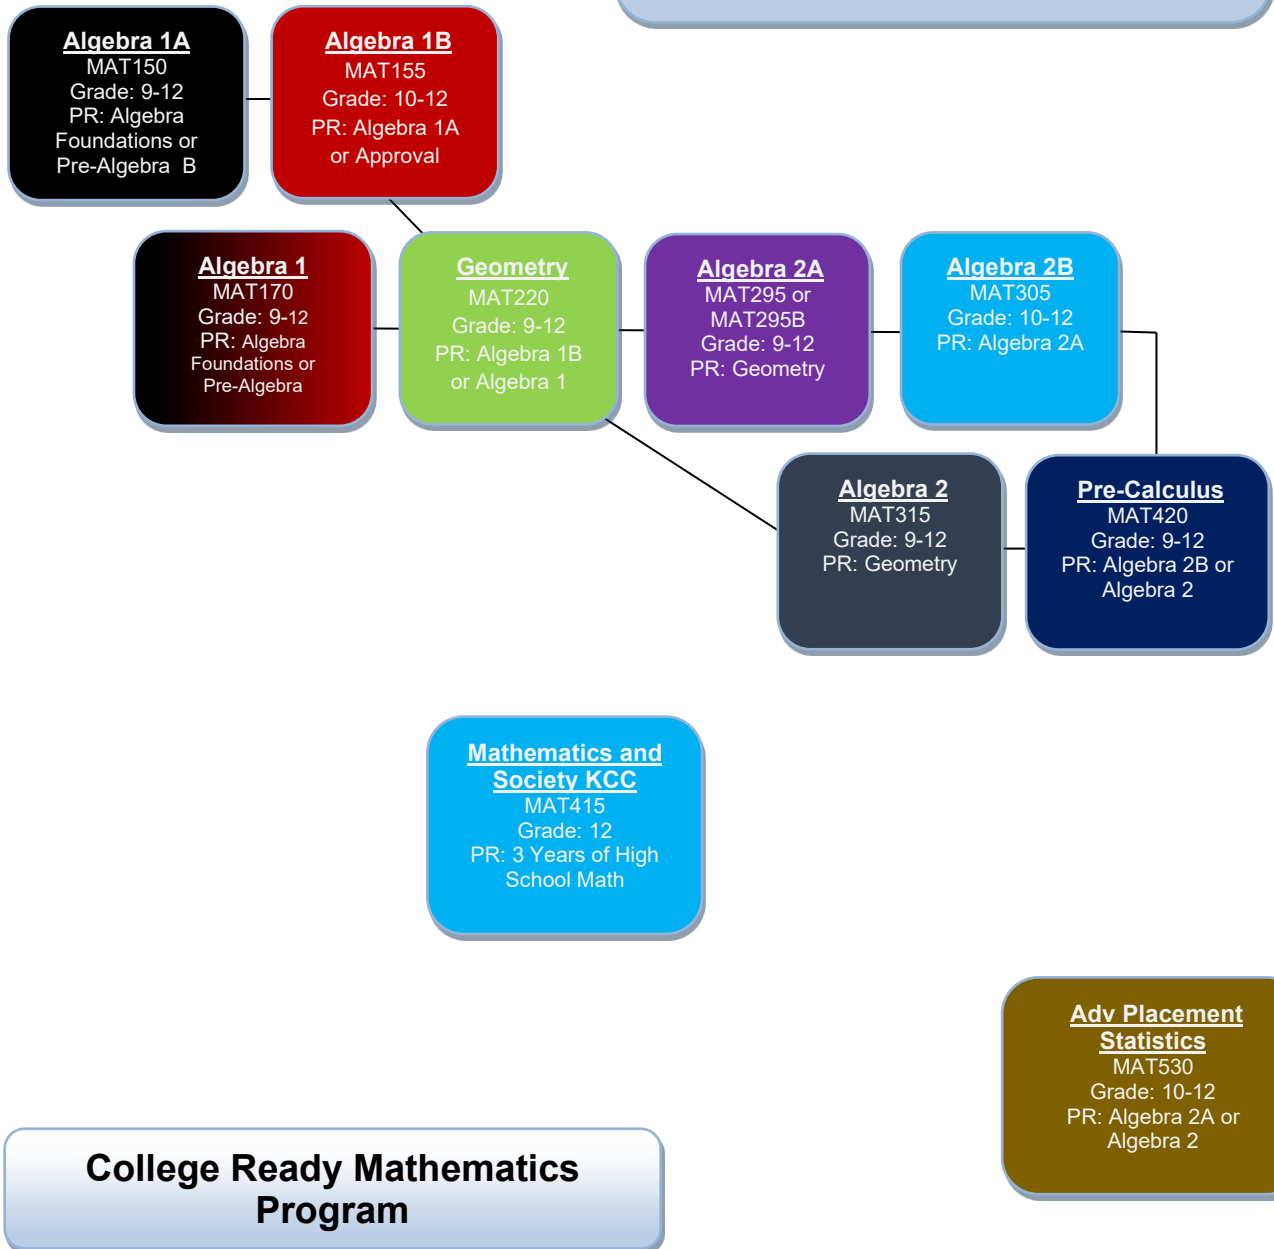 Algebra 1A
MAT150
Grade: 9-12
PR: Algebra
Foundations or
Pre-Algebra B
Algebra 1B
MAT155
Grade: 10-12
PR: Algebra 1A
or Approval
Algebra 1
MAT170
Grade: 9-12
PR: Algebra
Foundations or
Pre-Algebra
Geometry
MAT220
Grade: 9-12
PR: Algebra 1B
or Algebra 1
Algebra 2A
MAT295 or
MAT295B
Grade: 9-12
PR: Geometry
Algebra 2B
MAT305
Grade: 10-12
PR: Algebra 2A
Algebra 2
MAT315
Grade: 9-12
PR: Geometry
Pre-Calculus
MAT420
Grade: 9-12
PR: Algebra 2B or
Algebra 2
Mathematics and
Society KCC
MAT415
Grade: 12
PR: 3 Years of High
School Math
Adv Placement
Statistics
MAT530
Grade: 10-12
PR: Algebra 2A or
Algebra 2
College Ready Mathematics
Program